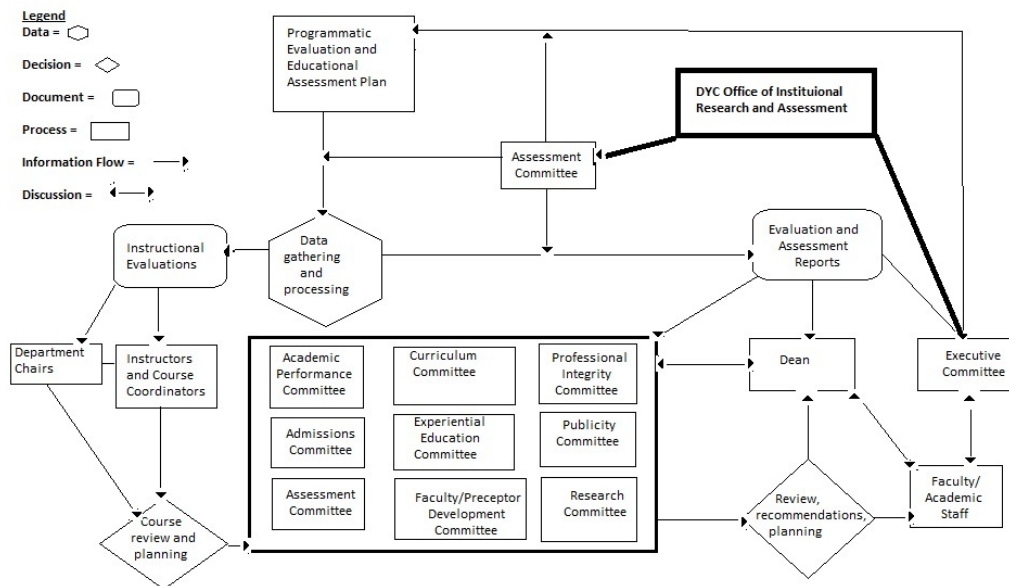 Legend
Data =
Decision =
Document =
Process =
Information Flow =
Discussion =
Programmatic
Evaluation and
Educational
Assessment Plan
DYC Office of Instituional
Research and Assessment
Assessment
Committee
Instructional
Evaluations
Data
gathering
and
processing
Evaluation and
Assessment
Reports
Department
Chairs
Instructors
and Course
Coordinators
Academic
Performance
Committee
Curriculum
Committee
Professional
Integrity
Committee
Admissions
Committee
Experiential
Education
Committee
Publicity
Committee
Assessment
Committee
Faculty/Preceptor
Development
Committee
Research
Committee
Dean
Executive
Committee
Course
review and
planning
Review,
recommendations,
planning
Faculty/
Academic
Staff